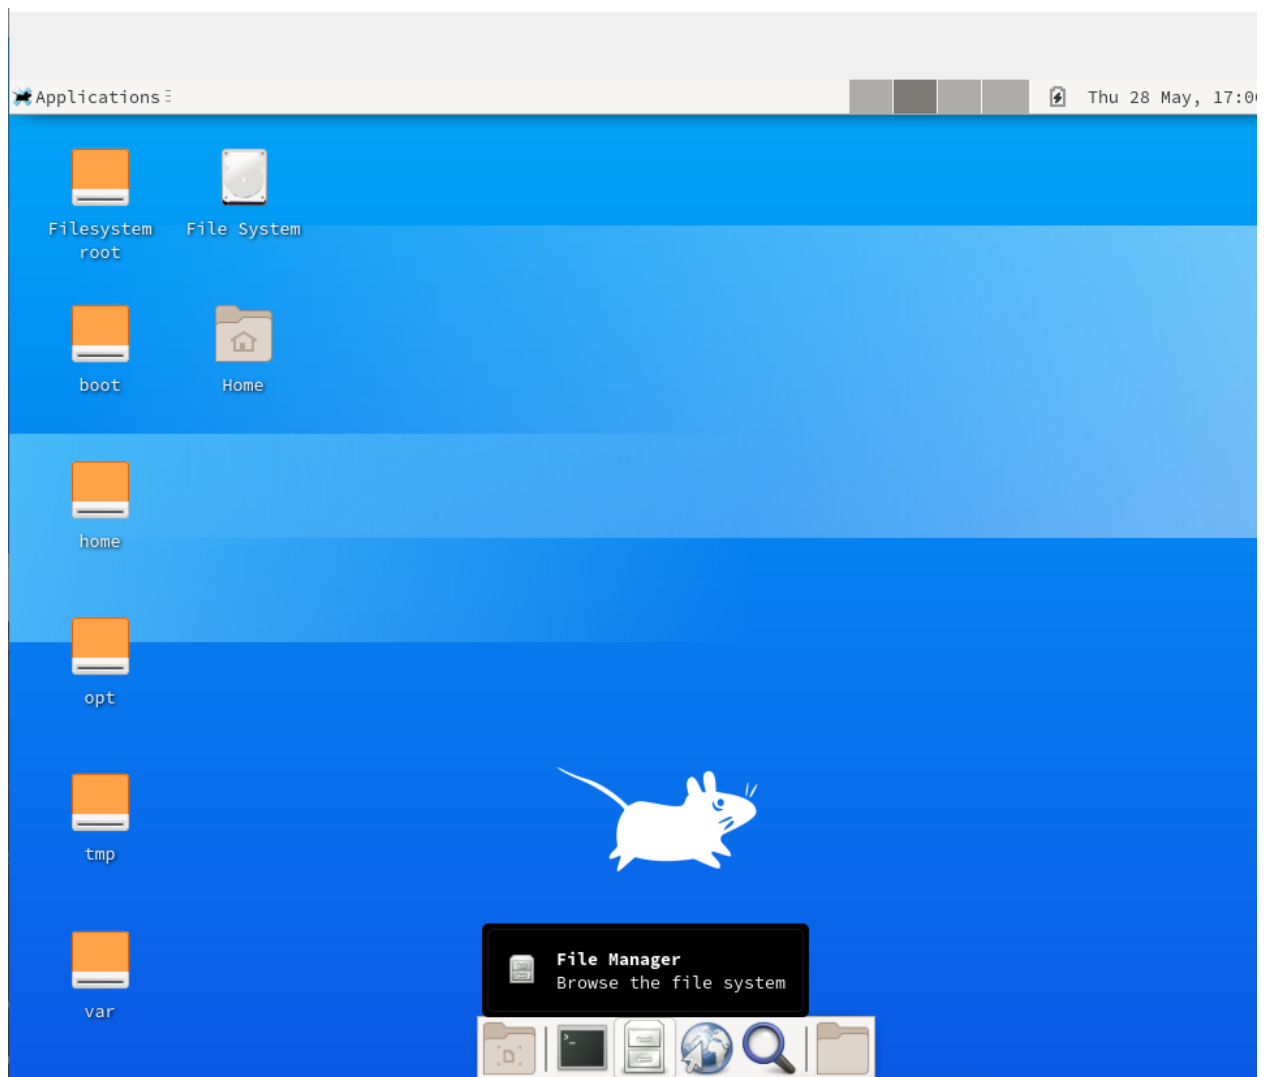 Applications
Thu 28 May, 17:0
Filesystem
root
File System
boot
Home
home
opt
tmp
File Manager
Browse the file system
var